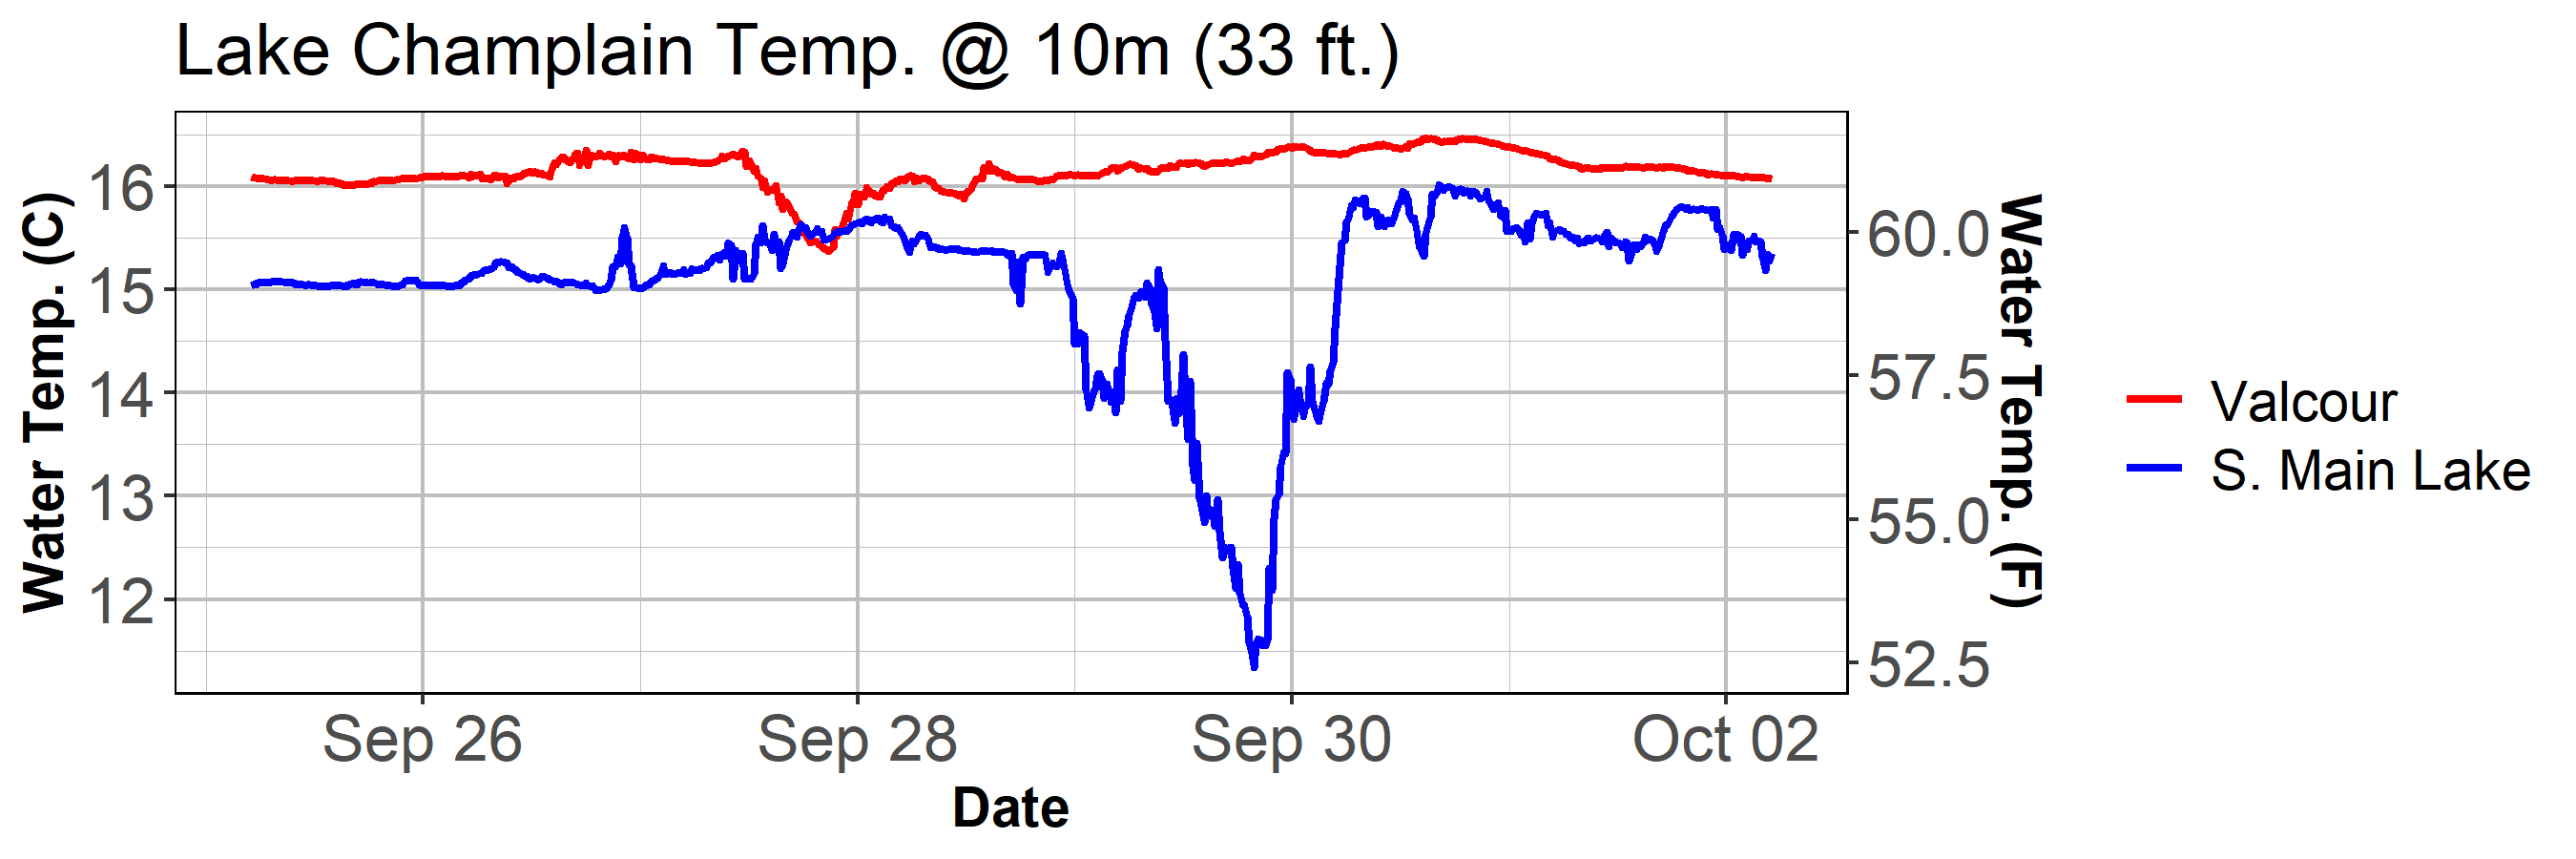 Lake Champlain Temp. @ 10m (33 ft.)
Water Temp. (C)
16
15
14
13
12
60.0
57.5
55.0
52.5
Water Temp. (F)
Sep 26
Sep 28
Sep 30
Oct 02
Date
Valcour
S. Main Lake